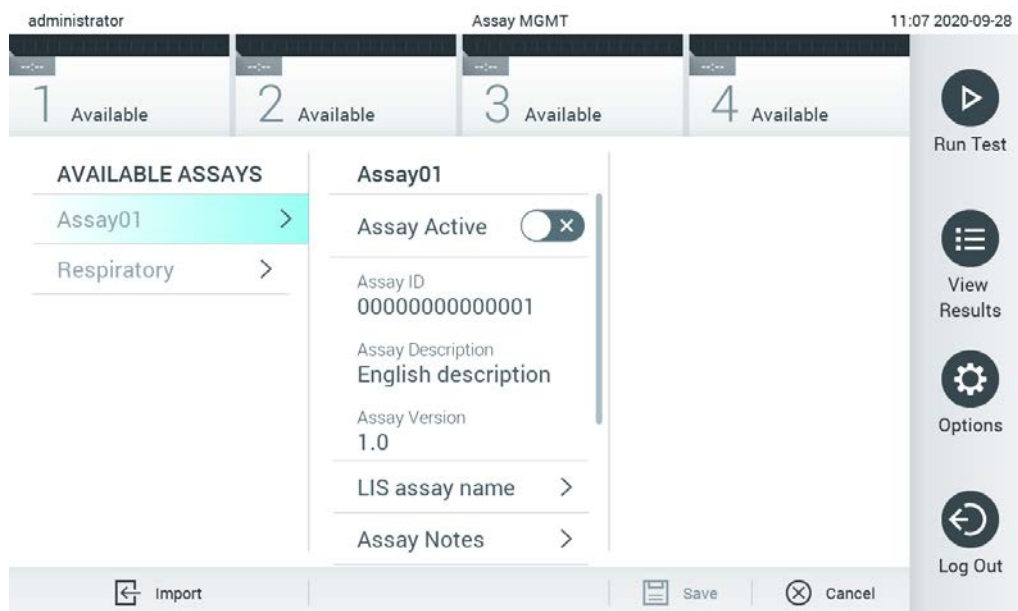 administrator Assay MGMT 11:07 2020-09-28
--:-- --:-- --:-- --:--
1 Available 2 Available 3 Available 4 Available
Run Test
AVAILABLE ASSAYS
Assay01
Respiratory
Assay01
Assay Active
Assay ID
00000000000001
Assay Description
English description
Assay Version
1.0
LIS assay name
Assay Notes
View
Results
Options
Log Out
Import Save Cancel